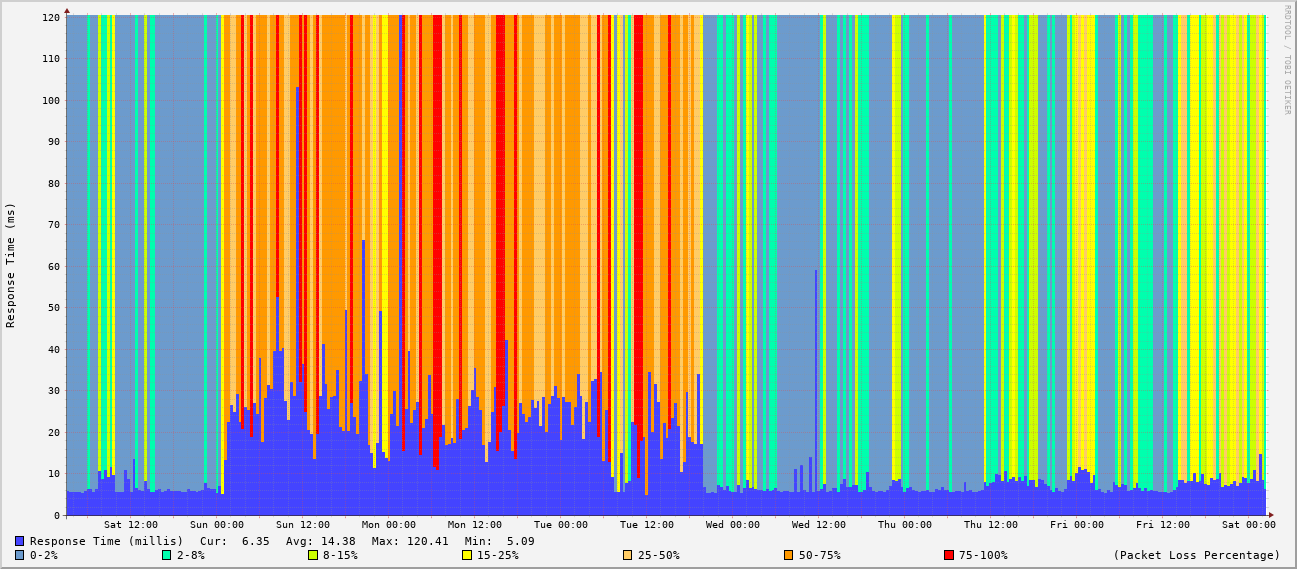 RRDTOOL / TOBI OETIKER
Response Time (ms)
120
110
100
90
80
70
60
50
40
30
20
10
0
Sat 12:00 Sun 00:00 Sun 12:00 Mon 00:00 Mon 12:00 Tue 00:00 Tue 12:00 Wed 00:00 Wed 12:00 Thu 00:00 Thu 12:00 Fri 00:00 Fri 12:00 Sat 00:00
Response Time (millis) Cur: 6.35 Avg: 14.38 Max: 120.41 Min: 5.09
0-2% 2-8% 8-15% 15-25% 25-50% 50-75% 75-100% (Packet Loss Percentage)